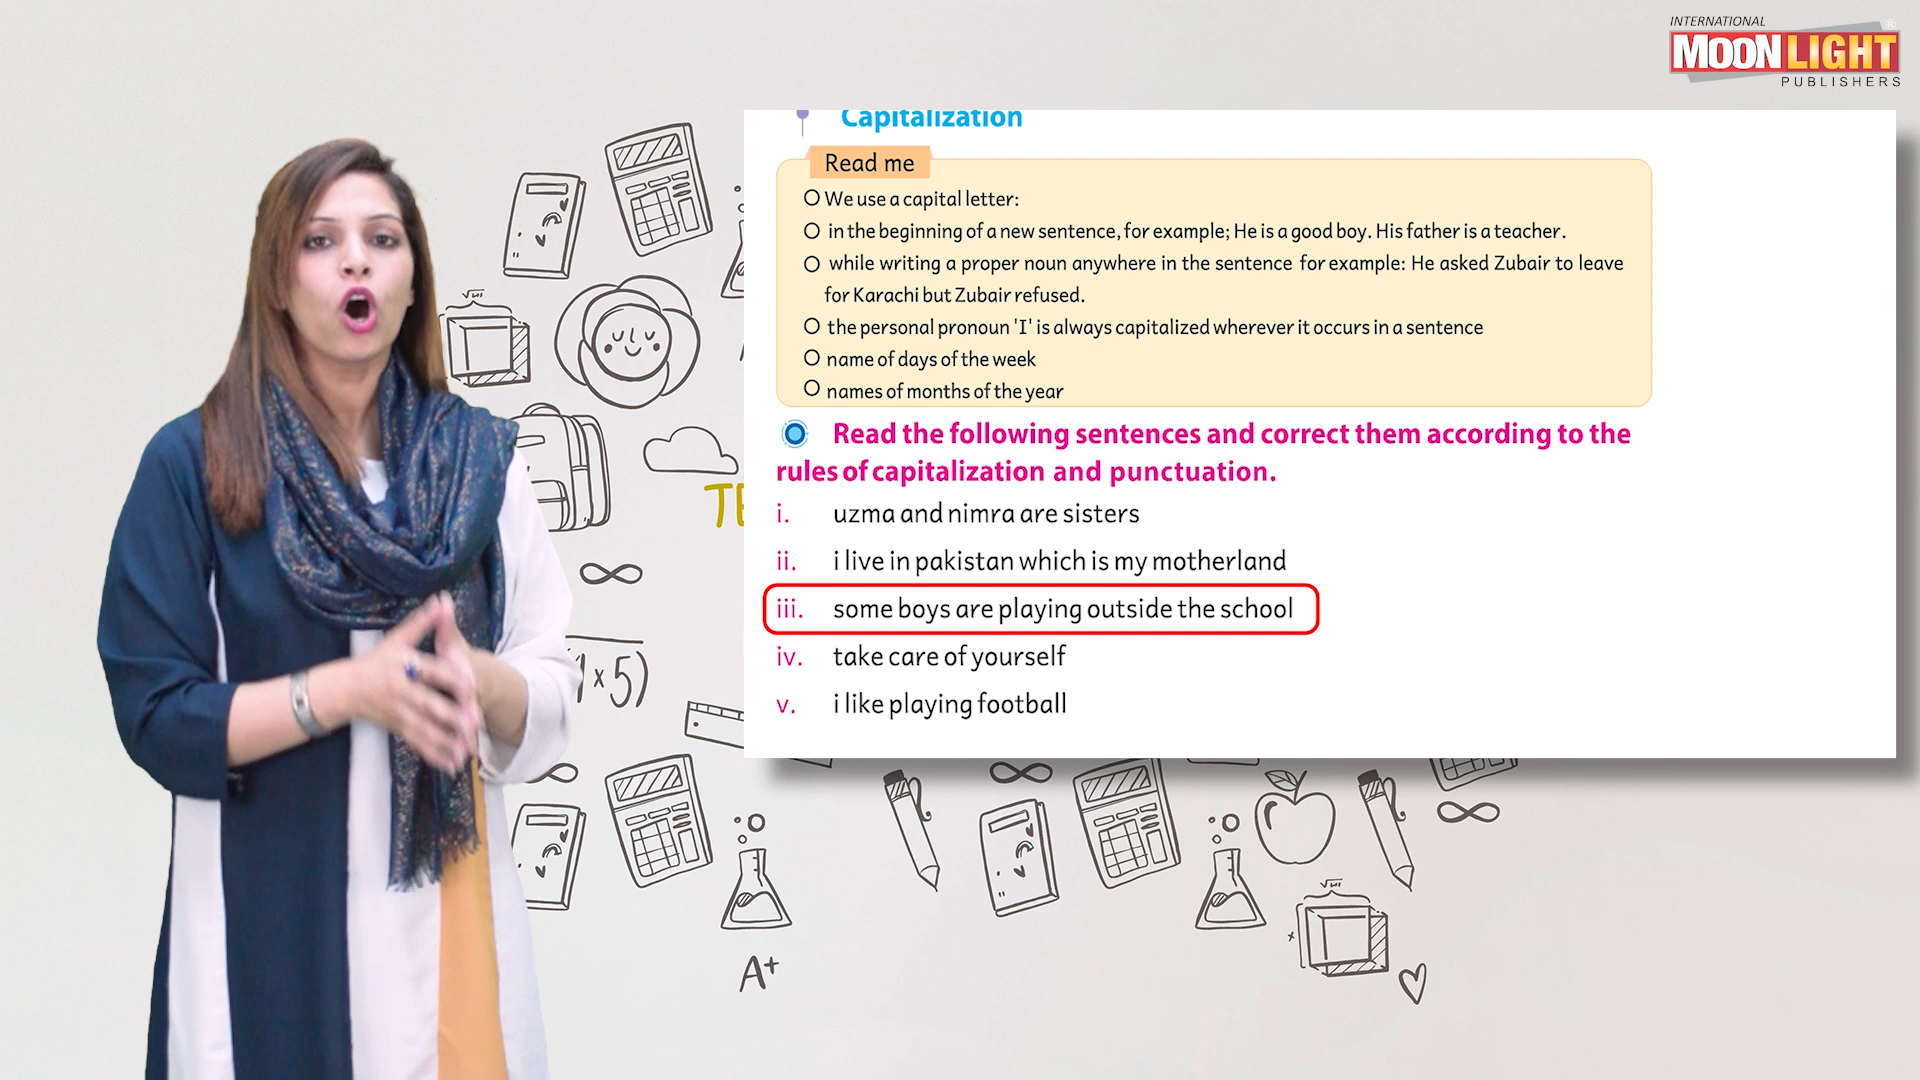 INTERNATIONAL
MOONLIGHT®
PUBLISHERS
Capitalization
Read me
We use a capital letter:
in the beginning of a new sentence, for example; He is a good boy. His father is a teacher.
while writing a proper noun anywhere in the sentence for example: He asked Zubair to leave
for Karachi but Zubair refused.
the personal pronoun 'I' is always capitalized wherever it occurs in a sentence
name of days of the week
names of months of the year
Read the following sentences and correct them according to the
rules of capitalization and punctuation.
i. uzma and nimra are sisters
ii. i live in pakistan which is my motherland
iii. some boys are playing outside the school
iv. take care of yourself
v. i like playing football
TE
1×5)
A+